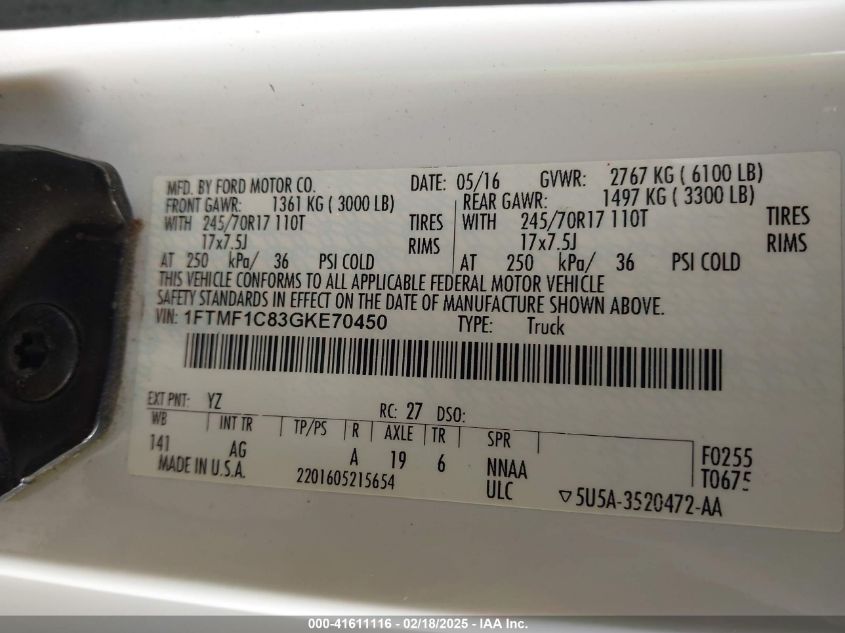 MFD. BY FORD MOTOR CO. DATE: 05/16 GVWR: 2767 KG ( 6100 LB)
FRONT GAWR: 1361 KG ( 3000 LB) REAR GAWR: 1497 KG ( 3300 LB)
WITH 245/70R17 110T TIRES WITH 245/70R17 110T TIRES
17x7.5J RIMS 17x7.5J RIMS
AT 250 kPa/ 36 PSI COLD AT 250 kPa/ 36 PSI COLD
THIS VEHICLE CONFORMS TO ALL APPLICABLE FEDERAL MOTOR VEHICLE
SAFETY STANDARDS IN EFFECT ON THE DATE OF MANUFACTURE SHOWN ABOVE.
VIN: 1FTMF1C83GKE70450 TYPE: Truck
EXT PNT: YZ RC: 27 DSO:
WB INT TR TP/PS R AXLE TR SPR
141 AG A 19 6 NNAA F0255
MADE IN U.S.A. 2201605215654 ULC T0675
▽5U5A-3520472-AA
000-41611116 - 02/18/2025 - IAA Inc.